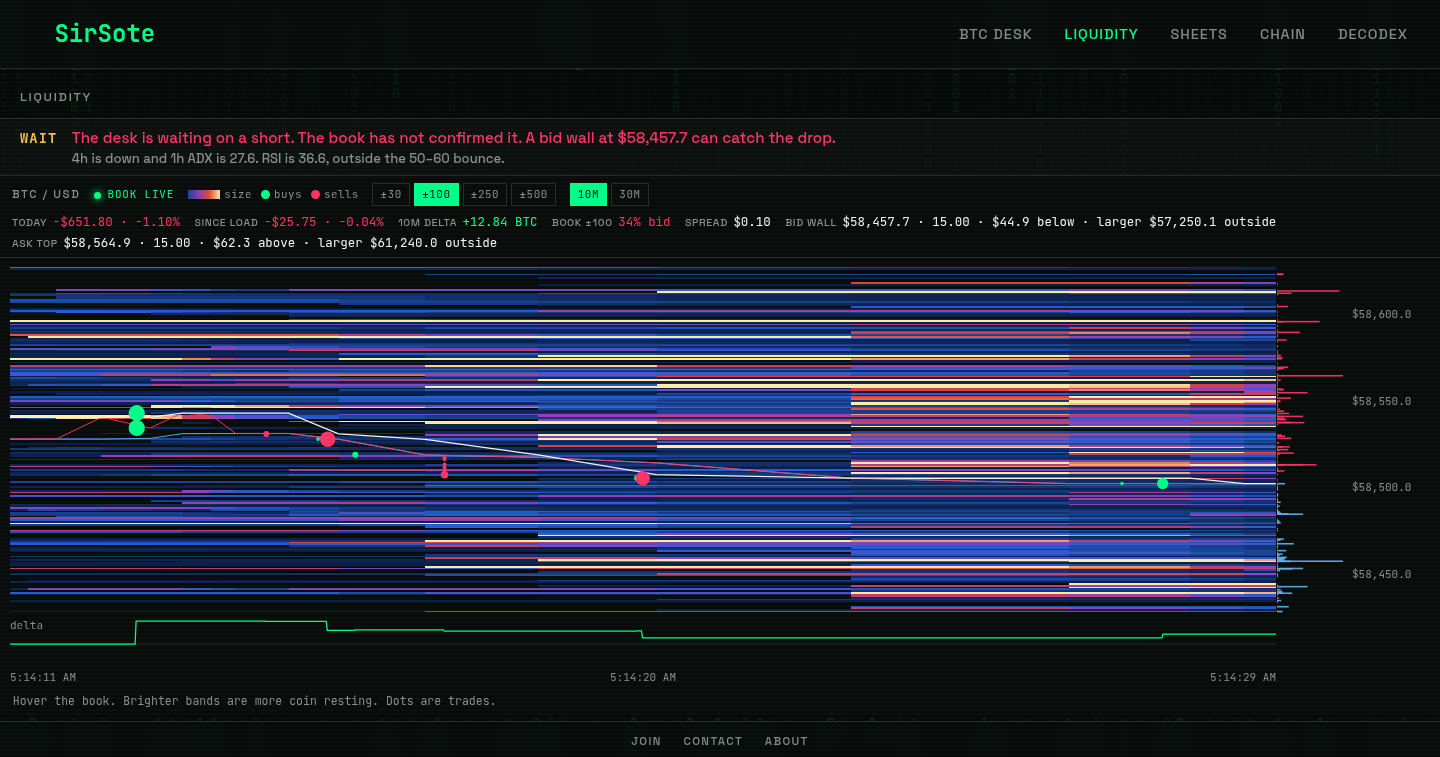 SirSote
BTC DESK LIQUIDITY SHEETS CHAIN DECODEX
LIQUIDITY
WAIT The desk is waiting on a short. The book has not confirmed it. A bid wall at $58,457.7 can catch the drop.
4h is down and 1h ADX is 27.6. RSI is 36.6, outside the 50–60 bounce.
BTC / USD BOOK LIVE size buys sells ±30 ±100 ±250 ±500 10M 30M
TODAY -$651.80 · -1.10% SINCE LOAD -$25.75 · -0.04% 10M DELTA +12.84 BTC BOOK ±100 34% bid SPREAD $0.10 BID WALL $58,457.7 · 15.00 · $44.9 below · larger $57,250.1 outside
ASK TOP $58,564.9 · 15.00 · $62.3 above · larger $61,240.0 outside
$58,600.0
$58,550.0
$58,500.0
$58,450.0
delta
5:14:11 AM 5:14:20 AM 5:14:29 AM
Hover the book. Brighter bands are more coin resting. Dots are trades.
JOIN CONTACT ABOUT